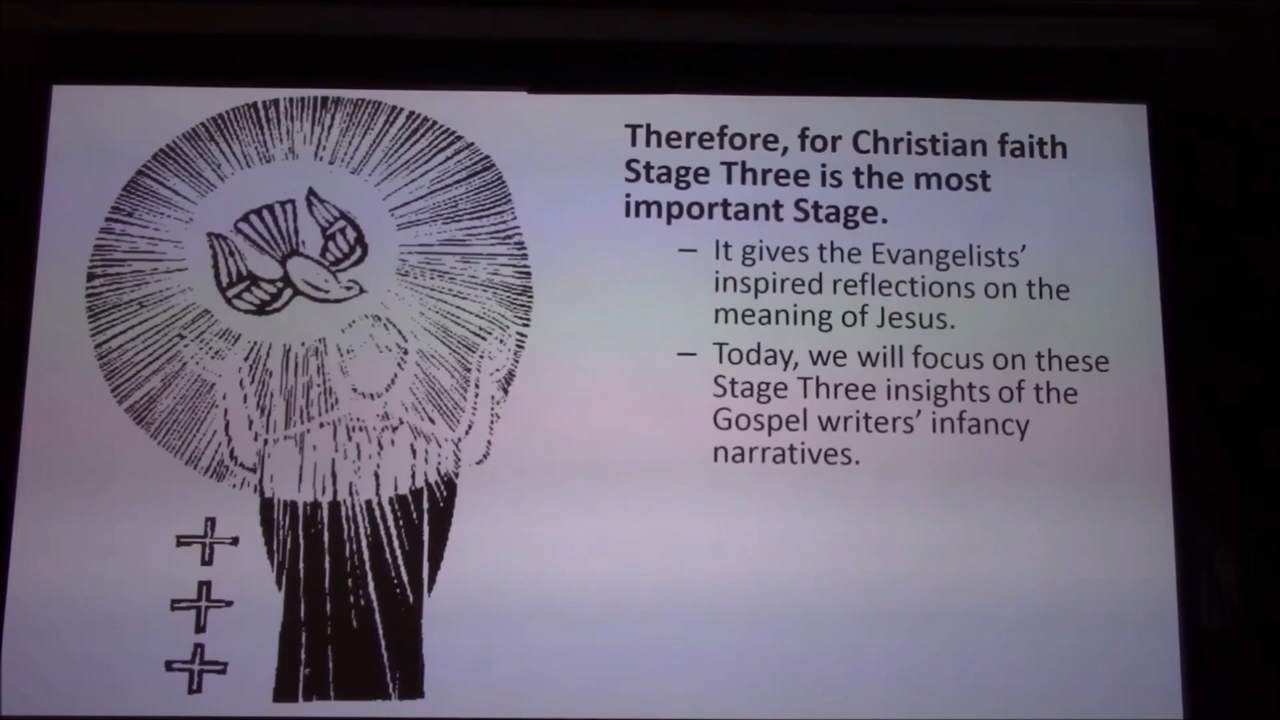 Therefore, for Christian faith
Stage Three is the most
important Stage.
– It gives the Evangelists’
inspired reflections on the
meaning of Jesus.
– Today, we will focus on these
Stage Three insights of the
Gospel writers’ infancy
narratives.